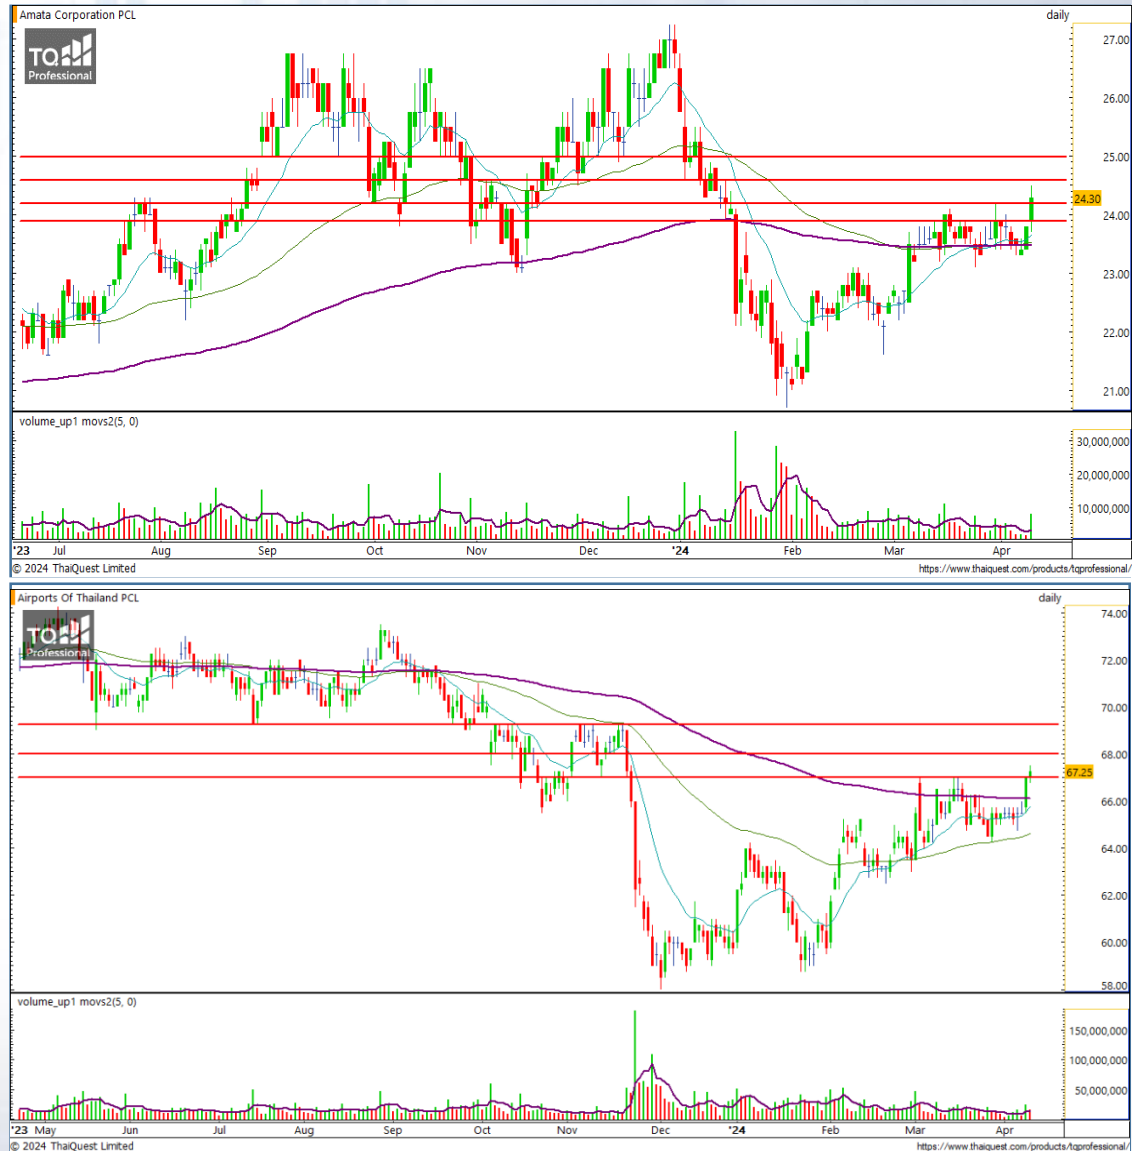 Amata Corporation PCL
daily
TQ
Professional
27.00
26.00
25.00
24.30
24.00
23.00
22.00
21.00
volume_up1 movs2(5, 0)
30,000,000
20,000,000
10,000,000
'23 Jul Aug Sep Oct Nov Dec '24 Feb Mar Apr
© 2024 ThaiQuest Limited
https://www.thaiquest.com/products/tqprofessional/
Airports Of Thailand PCL
daily
TQ
Professional
74.00
72.00
70.00
68.00
67.25
66.00
64.00
62.00
60.00
58.00
volume_up1 movs2(5, 0)
150,000,000
100,000,000
50,000,000
'23 May Jun Jul Aug Sep Oct Nov Dec '24 Feb Mar Apr
© 2024 ThaiQuest Limited
https://www.thaiquest.com/products/tqprofessional/